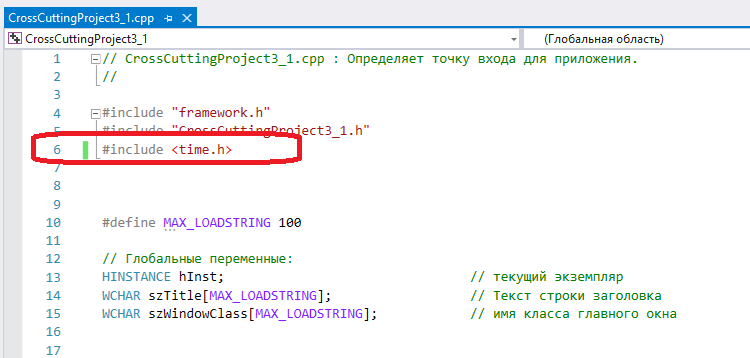 CrossCuttingProject3_1.cpp
CrossCuttingProject3_1 (Глобальная область)
1 // CrossCuttingProject3_1.cpp : Определяет точку входа для приложения.
2 //
3
4 #include "framework.h"
5 #include "CrossCuttingProject3_1.h"
6 #include <time.h>
7
8
9
10 #define MAX_LOADSTRING 100
11
12 // Глобальные переменные:
13 HINSTANCE hInst; // текущий экземпляр
14 WCHAR szTitle[MAX_LOADSTRING]; // Текст строки заголовка
15 WCHAR szWindowClass[MAX_LOADSTRING]; // имя класса главного окна
16
17